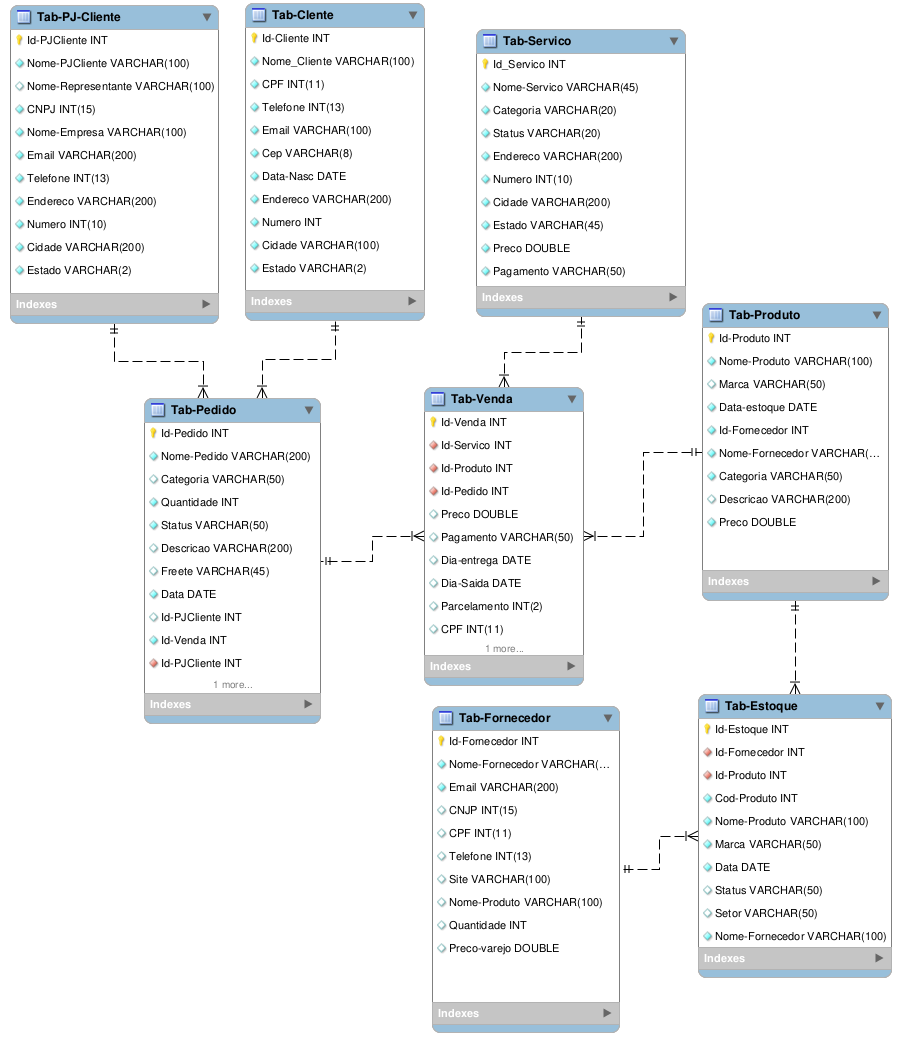 Tab-PJ-Cliente
Id-PJCliente INT
Nome-PJCliente VARCHAR(100)
Nome-Representante VARCHAR(100)
CNPJ INT(15)
Nome-Empresa VARCHAR(100)
Email VARCHAR(200)
Telefone INT(13)
Endereco VARCHAR(200)
Numero INT(10)
Cidade VARCHAR(200)
Estado VARCHAR(2)
Indexes
Tab-Clente
Id-Cliente INT
Nome_Cliente VARCHAR(100)
CPF INT(11)
Telefone INT(13)
Email VARCHAR(100)
Cep VARCHAR(8)
Data-Nasc DATE
Endereco VARCHAR(200)
Numero INT
Cidade VARCHAR(100)
Estado VARCHAR(2)
Indexes
Tab-Servico
Id_Servico INT
Nome-Servico VARCHAR(45)
Categoria VARCHAR(20)
Status VARCHAR(20)
Endereco VARCHAR(200)
Numero INT(10)
Cidade VARCHAR(200)
Estado VARCHAR(45)
Preco DOUBLE
Pagamento VARCHAR(50)
Indexes
Tab-Produto
Id-Produto INT
Nome-Produto VARCHAR(100)
Marca VARCHAR(50)
Data-estoque DATE
Id-Fornecedor INT
Nome-Fornecedor VARCHAR(...
Categoria VARCHAR(50)
Descricao VARCHAR(200)
Preco DOUBLE
Indexes
Tab-Pedido
Id-Pedido INT
Nome-Pedido VARCHAR(200)
Categoria VARCHAR(50)
Quantidade INT
Status VARCHAR(50)
Descricao VARCHAR(200)
Freete VARCHAR(45)
Data DATE
Id-PJCliente INT
Id-Venda INT
Id-PJCliente INT
1 more...
Indexes
Tab-Venda
Id-Venda INT
Id-Servico INT
Id-Produto INT
Id-Pedido INT
Preco DOUBLE
Pagamento VARCHAR(50)
Dia-entrega DATE
Dia-Saida DATE
Parcelamento INT(2)
CPF INT(11)
1 more...
Indexes
Tab-Fornecedor
Id-Fornecedor INT
Nome-Fornecedor VARCHAR(...
Email VARCHAR(200)
CNJP INT(15)
CPF INT(11)
Telefone INT(13)
Site VARCHAR(100)
Nome-Produto VARCHAR(100)
Quantidade INT
Preco-varejo DOUBLE
Indexes
Tab-Estoque
Id-Estoque INT
Id-Fornecedor INT
Id-Produto INT
Cod-Produto INT
Nome-Produto VARCHAR(100)
Marca VARCHAR(50)
Data DATE
Status VARCHAR(50)
Setor VARCHAR(50)
Nome-Fornecedor VARCHAR(100)
Indexes